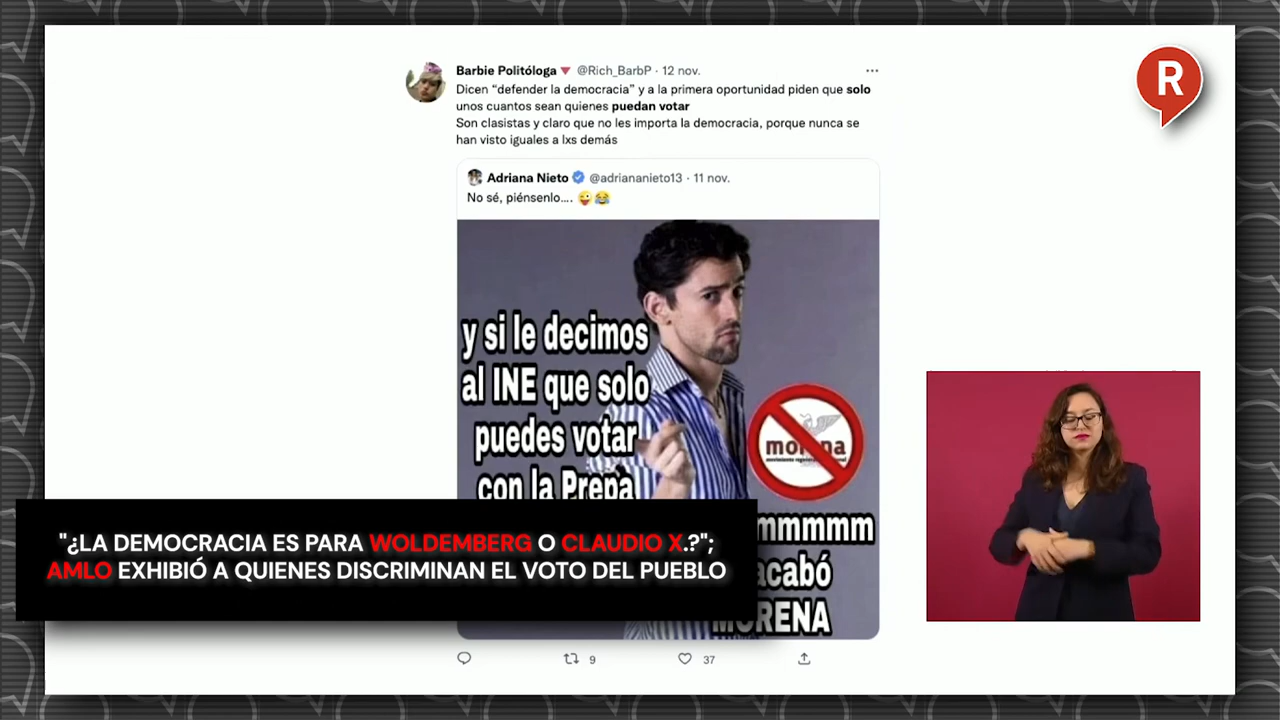 Barbie Politóloga @Rich_BarbP · 12 nov.
Dicen “defender la democracia” y a la primera oportunidad piden que solo
unos cuantos sean quienes puedan votar
Son clasistas y claro que no les importa la democracia, porque nunca se
han visto iguales a lxs demás
Adriana Nieto @adriananieto13 · 11 nov.
No sé, piénsenlo....
y si le decimos
al INE que solo
puedes votar
con la Prepa
morena
mmmmm
acabó
MORENA
"¿LA DEMOCRACIA ES PARA WOLDEMBERG O CLAUDIO X.?";
AMLO EXHIBIÓ A QUIENES DISCRIMINAN EL VOTO DEL PUEBLO
9
37
R